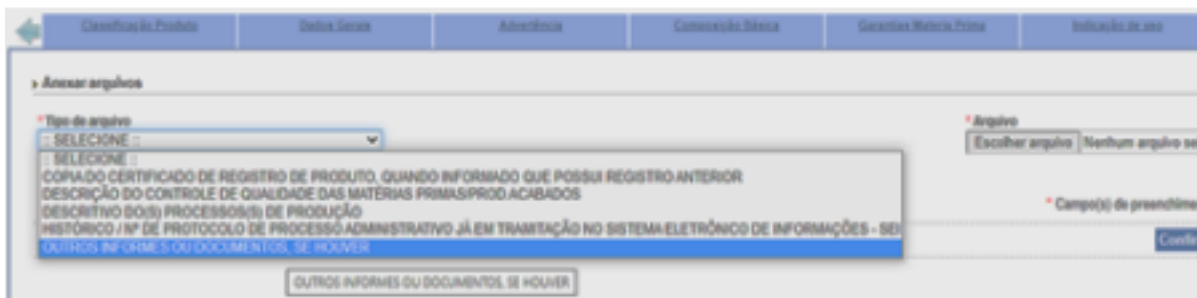 Classificação Produto Dados Gerais Advertência Composição Básica Garantias Materia Prima Indicação de uso
Anexar arquivos
* Tipo de arquivo * Arquivo
:: SELECIONE :: Escolher arquivo Nenhum arquivo se
:: SELECIONE ::
COPIA DO CERTIFICADO DE REGISTRO DE PRODUTO, QUANDO INFORMADO QUE POSSUI REGISTRO ANTERIOR
DESCRIÇÃO DO CONTROLE DE QUALIDADE DAS MATÉRIAS PRIMAS/PROD.ACABADOS
DESCRITIVO DO(S) PROCESSOS(S) DE PRODUÇÃO
* Campo(s) de preenchime
HISTÓRICO / Nº DE PROTOCOLO DE PROCESSO ADMINISTRATIVO JÁ EM TRAMITAÇÃO NO SISTEMA ELETRÔNICO DE INFORMAÇÕES - SEI
OUTROS INFORMES OU DOCUMENTOS, SE HOUVER Confir
OUTROS INFORMES OU DOCUMENTOS, SE HOUVER